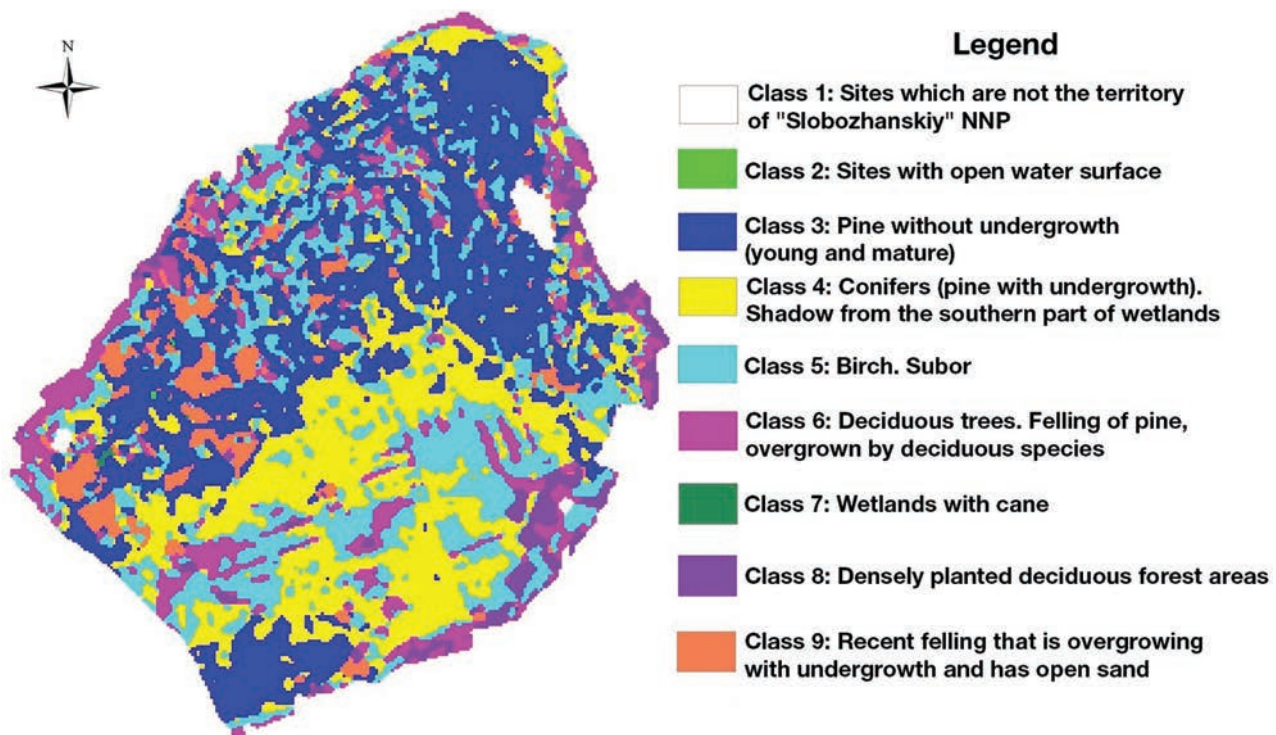 N
Legend
Class 1: Sites which are not the territory
of "Slobozhanskiy" NNP
Class 2: Sites with open water surface
Class 3: Pine without undergrowth
(young and mature)
Class 4: Conifers (pine with undergrowth).
Shadow from the southern part of wetlands
Class 5: Birch. Subor
Class 6: Deciduous trees. Felling of pine,
overgrown by deciduous species
Class 7: Wetlands with cane
Class 8: Densely planted deciduous forest areas
Class 9: Recent felling that is overgrowing
with undergrowth and has open sand